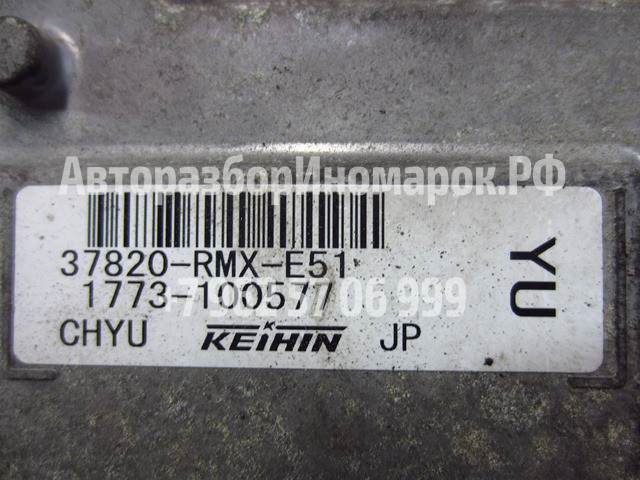 АвторазборИномарок.РФ
37820-RMX-E51
1773-100577
CHYU KEIHIN JP
YU